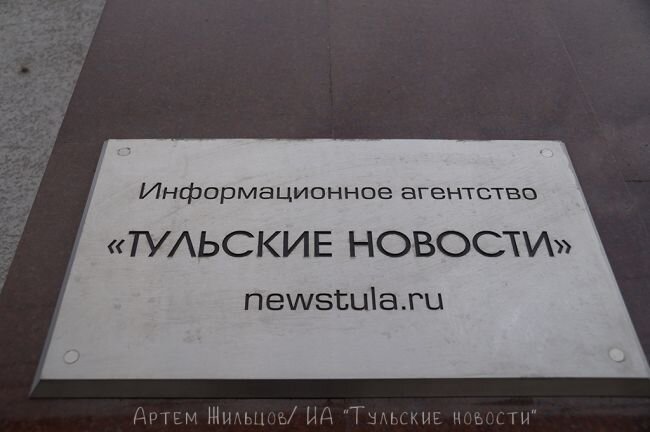 Информационное агентство
«ТУЛЬСКИЕ НОВОСТИ»
newstula.ru
Артем Жильцов/ ИА "Тульские новости"